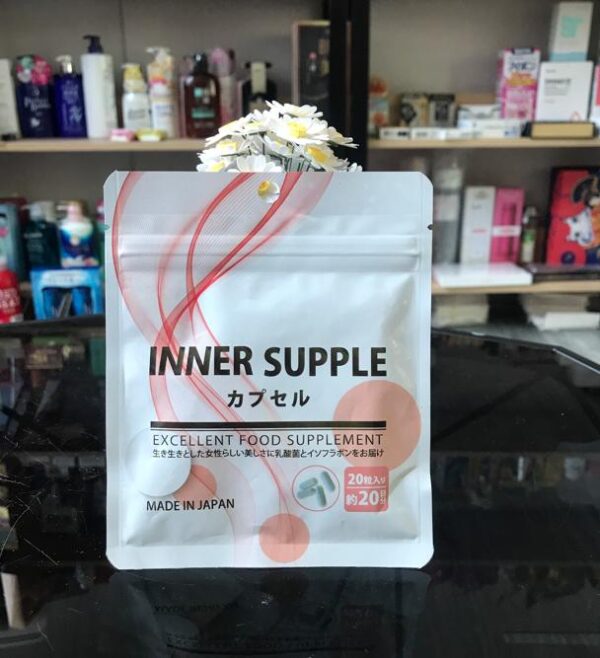 INNER SUPPLE
カプセル
EXCELLENT FOOD SUPPLEMENT
生き生きとした女性らしい美しさに乳酸菌とイソフラボンをお届け
20粒入り
約20日分
MADE IN JAPAN